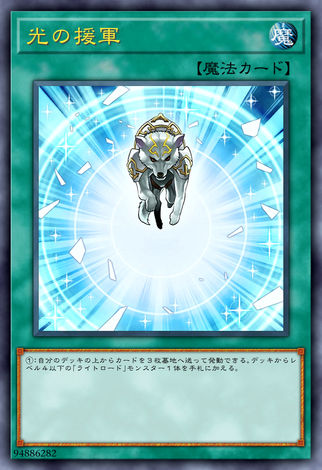 光の援軍
魔
【魔法カード】
①：自分のデッキの上からカードを３枚墓地へ送って発動できる。デッキからレ
ベル４以下の「ライトロード」モンスター１体を手札に加える。
94886282